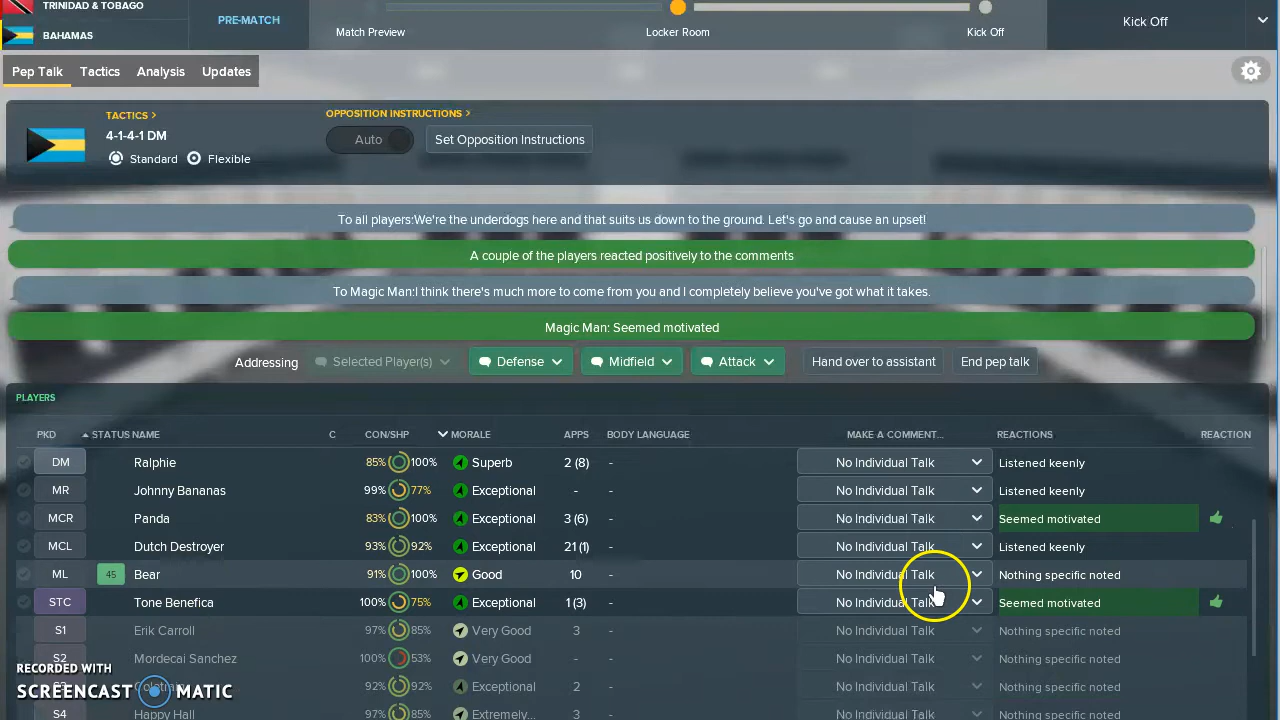 TRINIDAD & TOBAGO
BAHAMAS
PRE-MATCH
Match Preview
Locker Room
Kick Off
Kick Off
Pep Talk
Tactics
Analysis
Updates
TACTICS >
4-1-4-1 DM
Standard
Flexible
OPPOSITION INSTRUCTIONS >
Auto
Set Opposition Instructions
To all players:We're the underdogs here and that suits us down to the ground. Let's go and cause an upset!
A couple of the players reacted positively to the comments
To Magic Man:I think there's much more to come from you and I completely believe you've got what it takes.
Magic Man: Seemed motivated
Addressing Selected Player(s) Defense Midfield Attack Hand over to assistant End pep talk
PLAYERS
PKD STATUS NAME C CON/SHP MORALE APPS BODY LANGUAGE MAKE A COMMENT... REACTIONS REACTION
DM Ralphie 85% 100% Superb 2 (8) - No Individual Talk Listened keenly
MR Johnny Bananas 99% 77% Exceptional - - No Individual Talk Listened keenly
MCR Panda 83% 100% Exceptional 3 (6) - No Individual Talk Seemed motivated
MCL Dutch Destroyer 93% 92% Exceptional 21 (1) - No Individual Talk Listened keenly
ML 45 Bear 91% 100% Good 10 - No Individual Talk Nothing specific noted
STC Tone Benefica 100% 75% Exceptional 1 (3) - No Individual Talk Seemed motivated
S1 Erik Carroll 97% 85% Very Good 3 - No Individual Talk Nothing specific noted
S2 Mordecai Sanchez 100% 53% Very Good - - No Individual Talk Nothing specific noted
92% 92% Exceptional 2 - No Individual Talk Nothing specific noted
S4 Happy Hall 97% 85% Extremely... 3 - No Individual Talk Nothing specific noted
RECORDED WITH
SCREENCAST MATIC